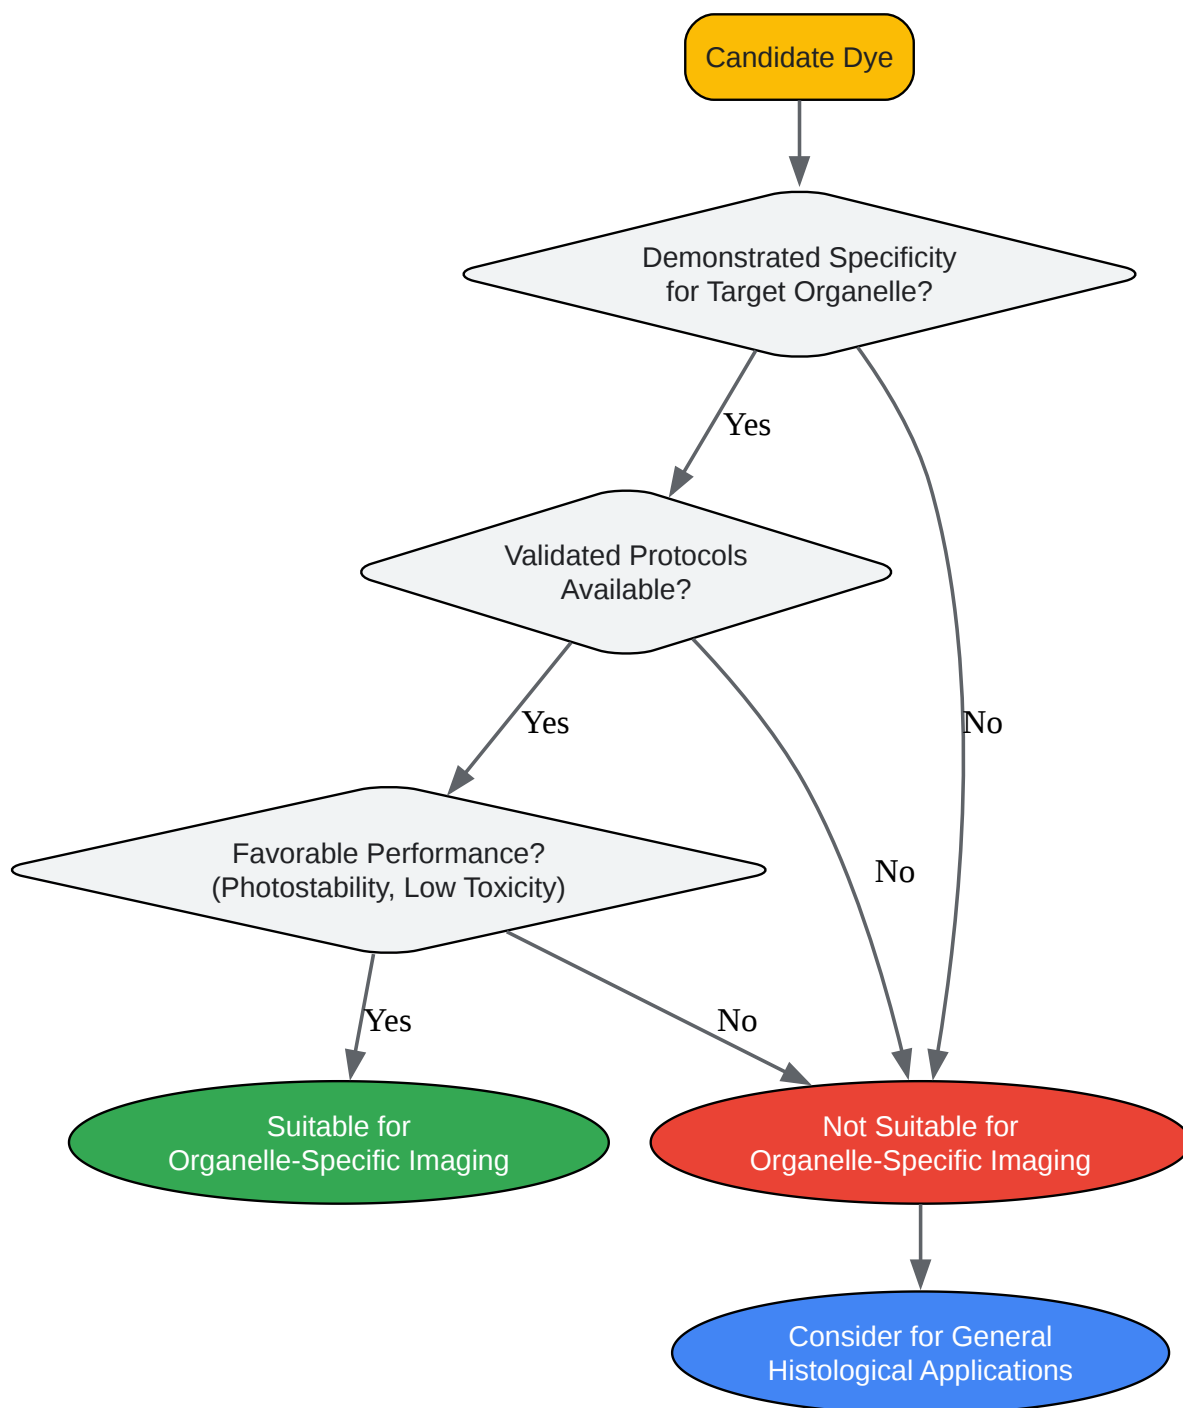 Candidate Dye
Demonstrated Specificity
for Target Organelle?
Yes
Validated Protocols
Available?
Yes
No
Favorable Performance?
(Photostability, Low Toxicity)
No
Yes
No
Suitable for
Organelle-Specific Imaging
Not Suitable for
Organelle-Specific Imaging
Consider for General
Histological Applications